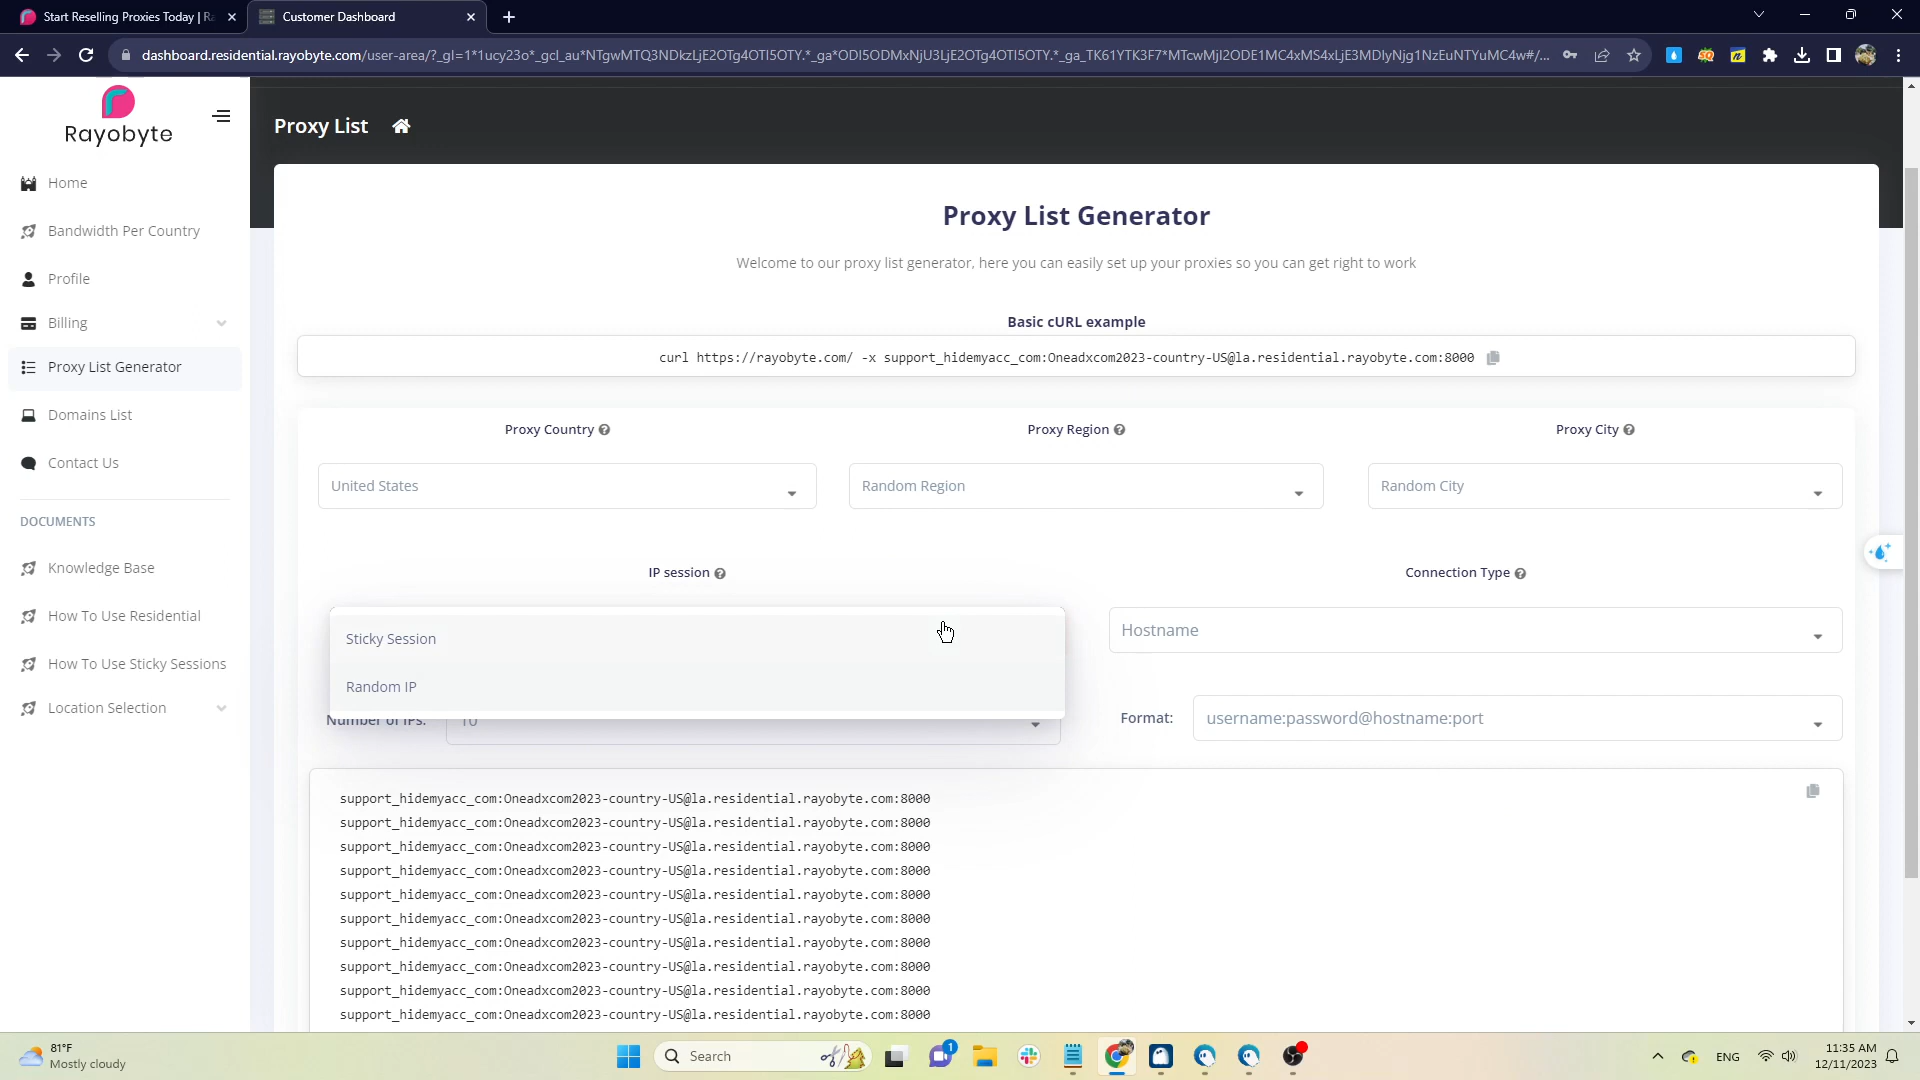 Start Reselling Proxies Today | Ra
Customer Dashboard
dashboard.residential.rayobyte.com/user-area/?_gl=1*1ucy23o*_gcl_au*NTgwMTQ3NDkzLjE2OTg4OTI5OTY.*_ga*ODI5ODMxNjU3LjE2OTg4OTI5OTY.*_ga_TK61YTK3F7*MTcwMjI2ODE1MC4xMS4xLjE3MDIyNjg1NzEuNTYuMC4w#/...
Rayobyte
Proxy List
Home
Bandwidth Per Country
Profile
Billing
Proxy List Generator
Domains List
Contact Us
DOCUMENTS
Knowledge Base
How To Use Residential
How To Use Sticky Sessions
Location Selection
Proxy List Generator
Welcome to our proxy list generator, here you can easily set up your proxies so you can get right to work
Basic cURL example
curl https://rayobyte.com/ -x support_hidemyacc_com:Oneadxcom2023-country-US@la.residential.rayobyte.com:8000
Proxy Country
Proxy Region
Proxy City
United States
Random Region
Random City
IP session
Connection Type
Sticky Session
Random IP
Hostname
Number of IPs:
10
Format:
username:password@hostname:port
support_hidemyacc_com:Oneadxcom2023-country-US@la.residential.rayobyte.com:8000
support_hidemyacc_com:Oneadxcom2023-country-US@la.residential.rayobyte.com:8000
support_hidemyacc_com:Oneadxcom2023-country-US@la.residential.rayobyte.com:8000
support_hidemyacc_com:Oneadxcom2023-country-US@la.residential.rayobyte.com:8000
support_hidemyacc_com:Oneadxcom2023-country-US@la.residential.rayobyte.com:8000
support_hidemyacc_com:Oneadxcom2023-country-US@la.residential.rayobyte.com:8000
support_hidemyacc_com:Oneadxcom2023-country-US@la.residential.rayobyte.com:8000
support_hidemyacc_com:Oneadxcom2023-country-US@la.residential.rayobyte.com:8000
support_hidemyacc_com:Oneadxcom2023-country-US@la.residential.rayobyte.com:8000
support_hidemyacc_com:Oneadxcom2023-country-US@la.residential.rayobyte.com:8000
81°F
Mostly cloudy
Search
1
ENG
11:35 AM
12/11/2023